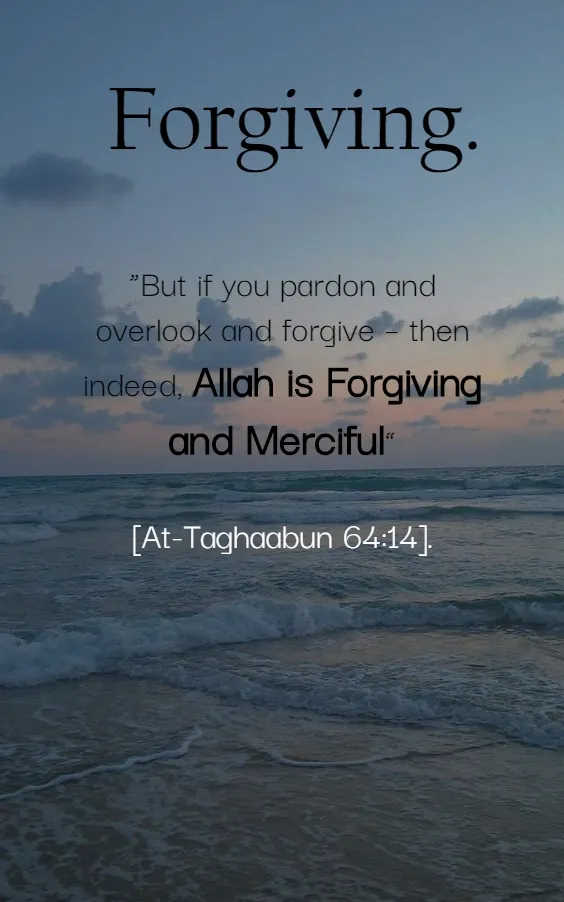 Forgiving.
”But if you pardon and
overlook and forgive – then
indeed, Allah is Forgiving
and Merciful“
[At-Taghaabun 64:14].